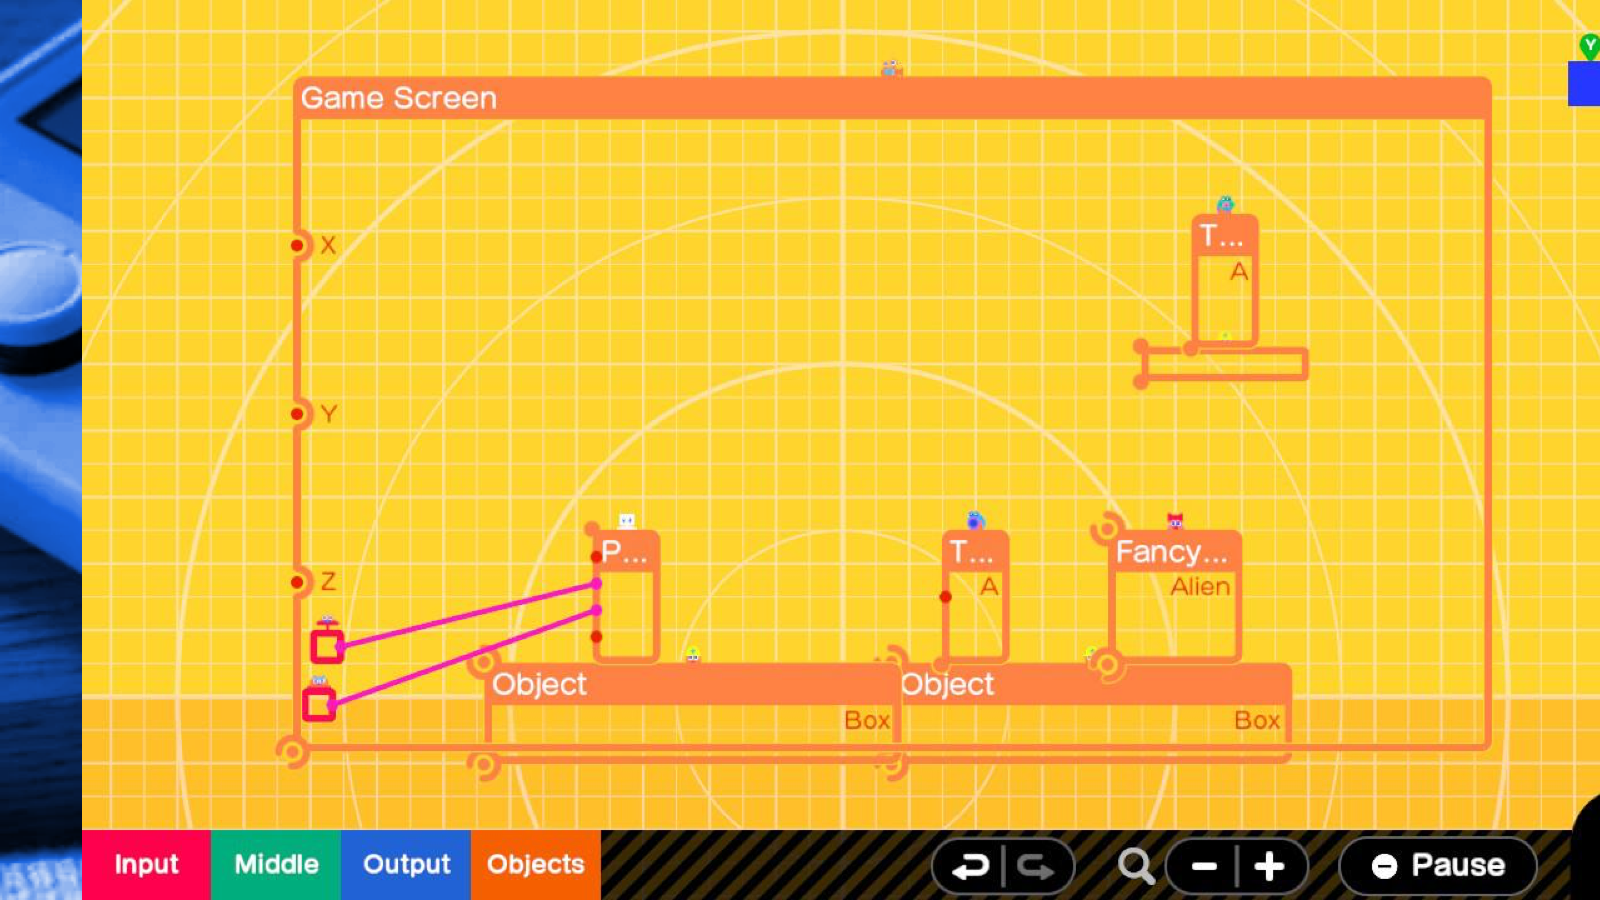 Y
Game Screen
X
T...
A
Y
P...
T...
Fancy...
Z
A
Alien
Object
Object
Box
Box
Input
Middle
Output
Objects
Pause